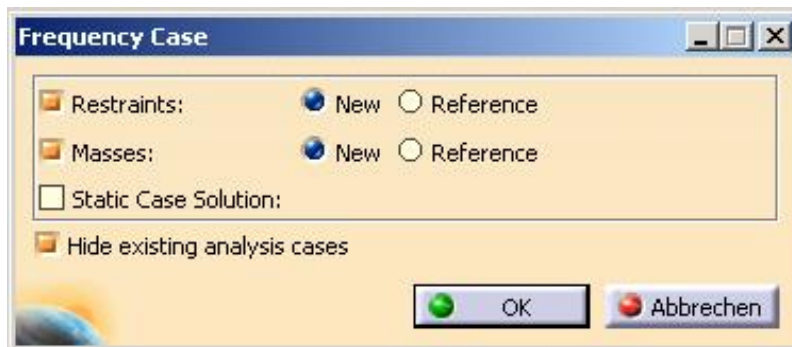 Frequency Case
Restraints: New Reference
Masses: New Reference
Static Case Solution:
Hide existing analysis cases
OK Abbrechen